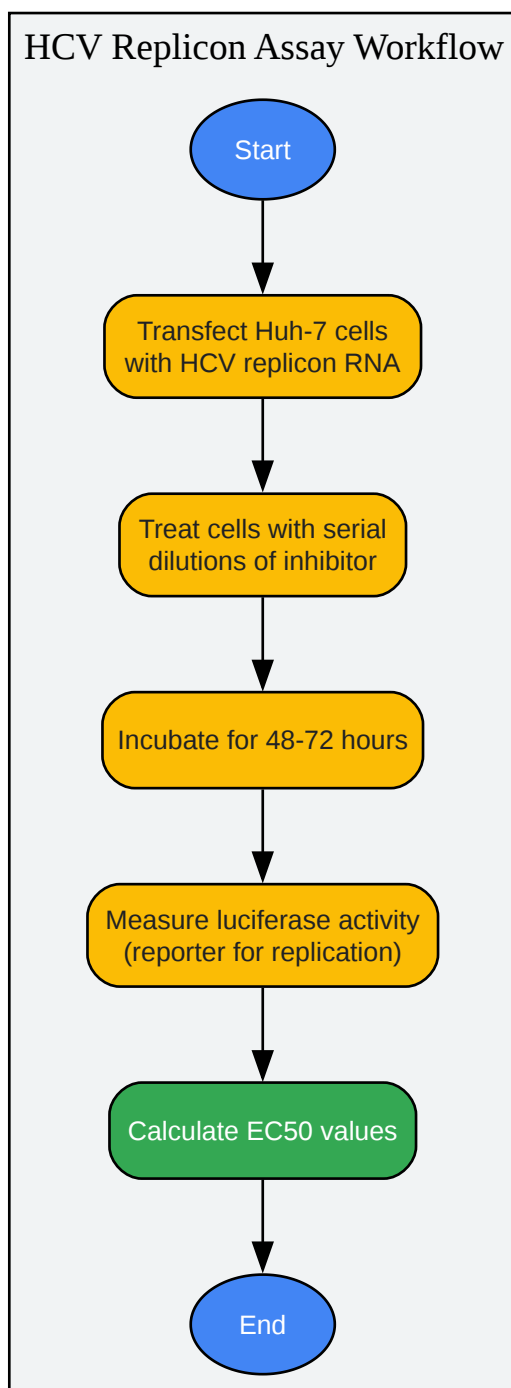 HCV Replicon Assay Workflow
Start
Transfect Huh-7 cells
with HCV replicon RNA
Treat cells with serial
dilutions of inhibitor
Incubate for 48-72 hours
Measure luciferase activity
(reporter for replication)
Calculate EC50 values
End